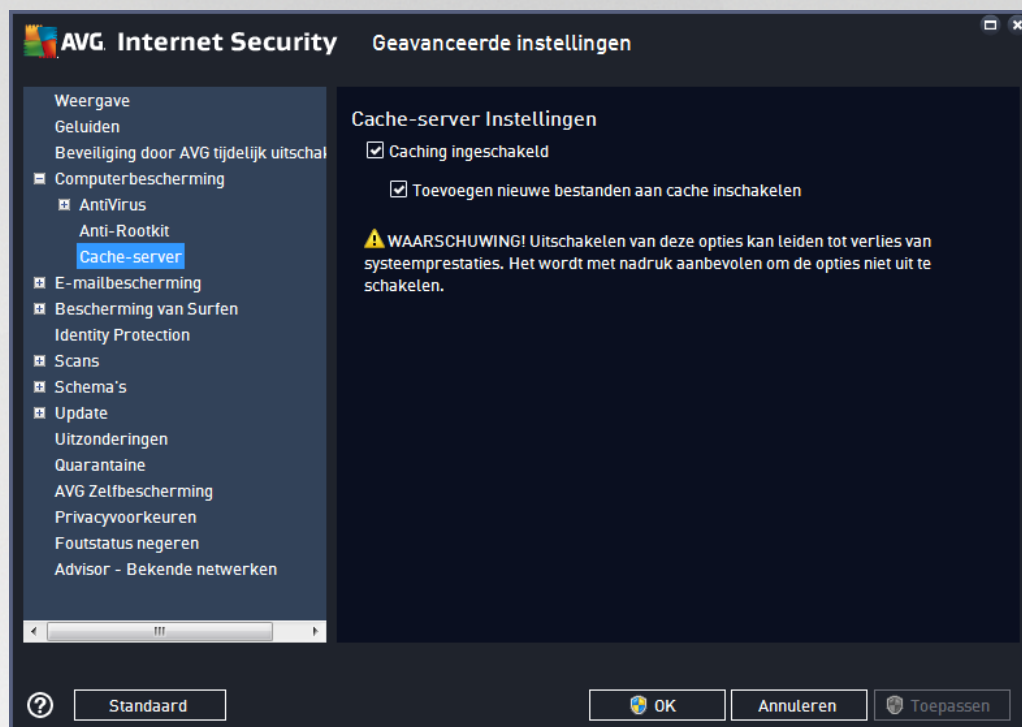 AVG. Internet Security
Geavanceerde instellingen
Weergave
Geluiden
Beveiliging door AVG tijdelijk uitschal
Computerbescherming
AntiVirus
Anti-Rootkit
Cache-server
E-mailbescherming
Bescherming van Surfen
Identity Protection
Scans
Schema's
Update
Uitzonderingen
Quarantaine
AVG Zelfbescherming
Privacyvoorkeuren
Foutstatus negeren
Advisor - Bekende netwerken
Cache-server Instellingen
Caching ingeschakeld
Toevoegen nieuwe bestanden aan cache inschakelen
WAARSCHUWING! Uitschakelen van deze opties kan leiden tot verlies van
systeemprestaties. Het wordt met nadruk aanbevolen om de opties niet uit te
schakelen.
Standaard
OK
Annuleren
Toepassen